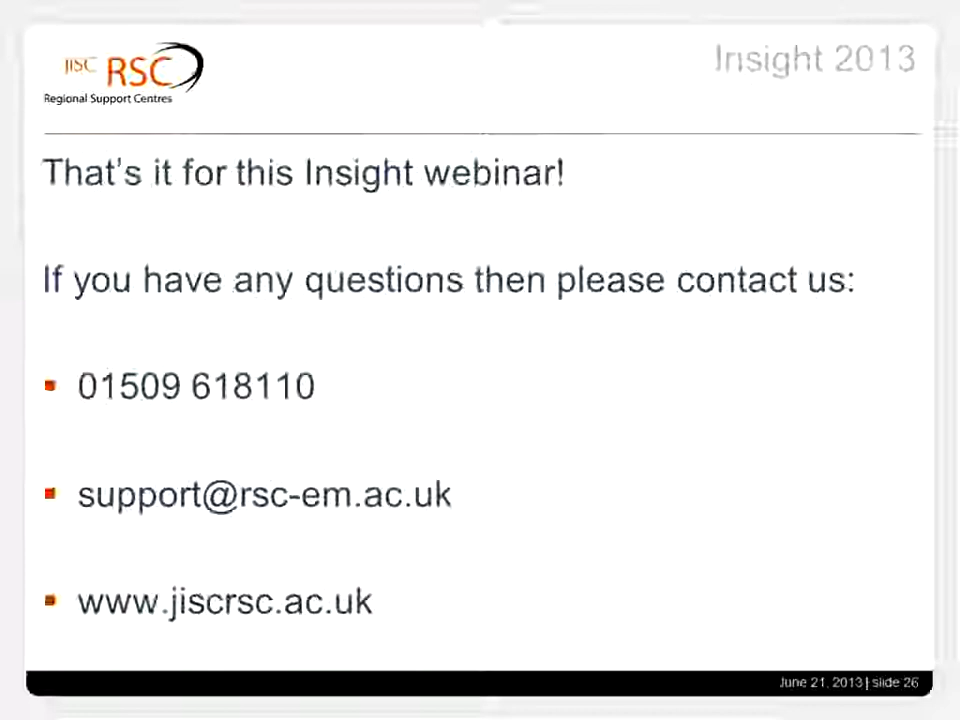 JISC RSC
Regional Support Centres
Insight 2013
That's it for this Insight webinar!
If you have any questions then please contact us:
01509 618110
support@rsc-em.ac.uk
www.jiscrsc.ac.uk
June 21, 2013 | slide 26